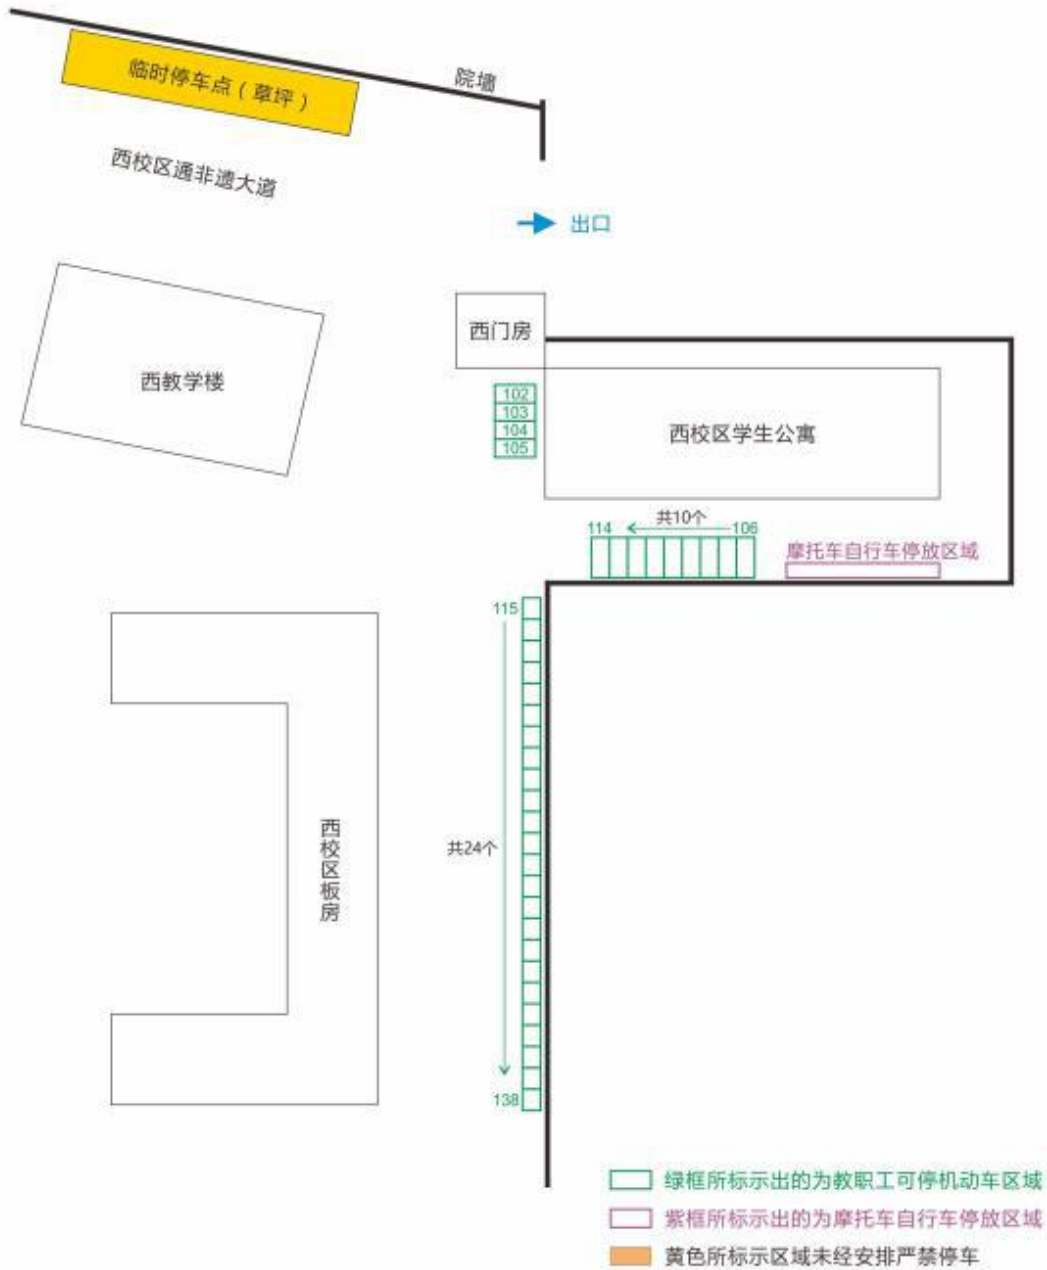 临时停车点（草坪）
院墙
西校区通非遗大道
出口
西门房
西教学楼
102
103
104
105
西校区学生公寓
共10个
114
106
摩托车自行车停放区域
115
共24个
西校区板房
138
绿框所标示出的为教职工可停机动车区域
紫框所标示出的为摩托车自行车停放区域
黄色所标示区域未经安排严禁停车